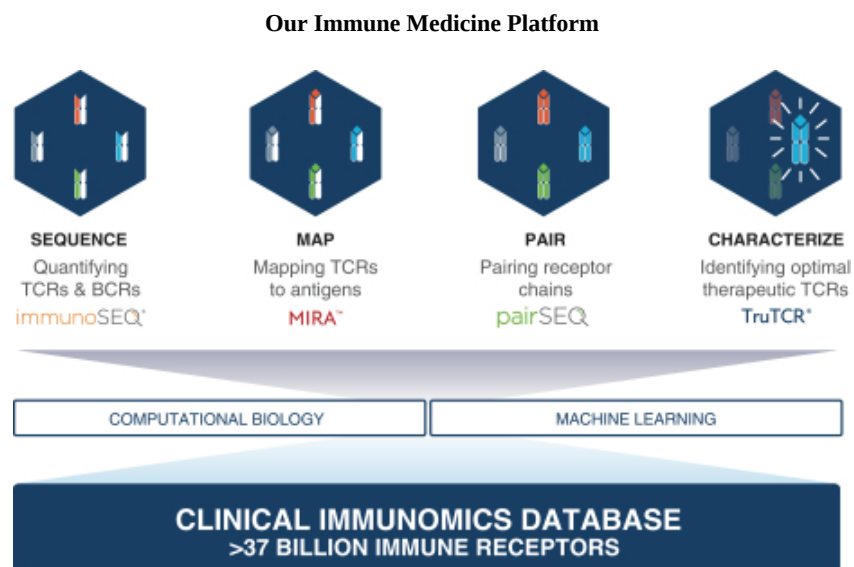 Our Immune Medicine Platform
SEQUENCE
Quantifying
TCRs & BCRs
immunoSEQ®
MAP
Mapping TCRs
to antigens
MIRA™
PAIR
Pairing receptor
chains
pairSEQ
CHARACTERIZE
Identifying optimal
therapeutic TCRs
TruTCR®
COMPUTATIONAL BIOLOGY
MACHINE LEARNING
CLINICAL IMMUNOMICS DATABASE
>37 BILLION IMMUNE RECEPTORS